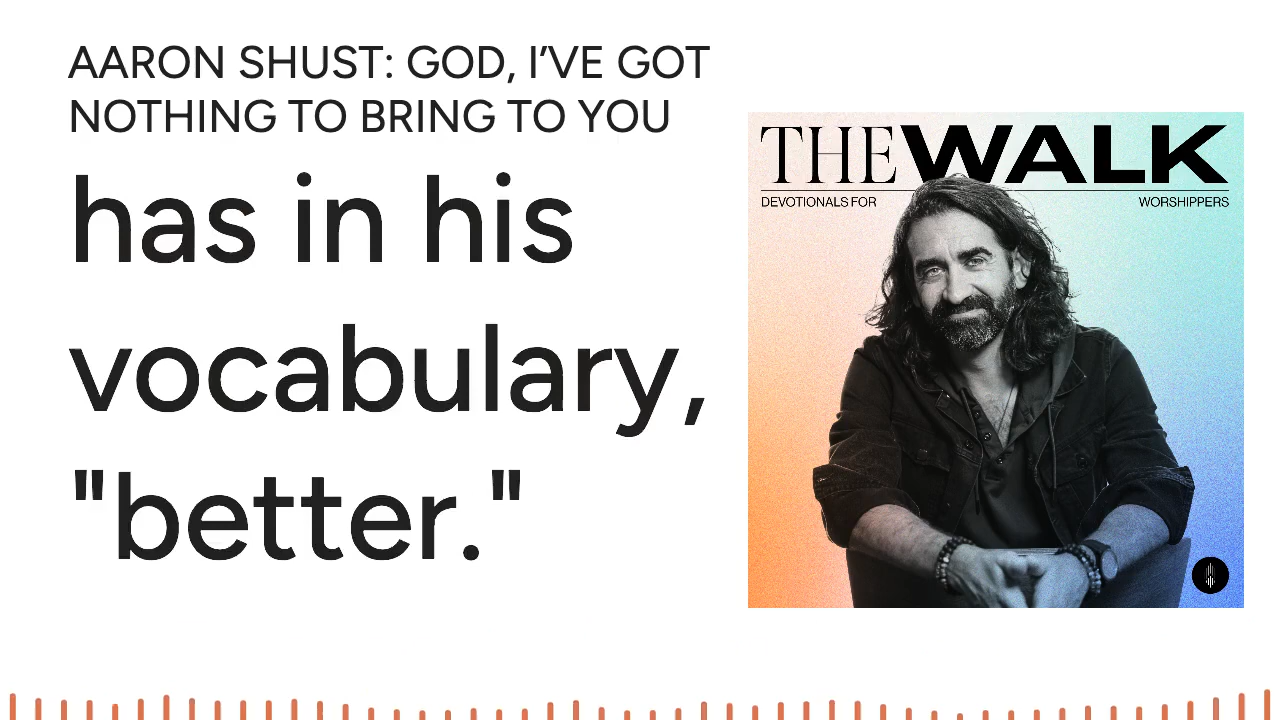 AARON SHUST: GOD, I’VE GOT
NOTHING TO BRING TO YOU
has in his
vocabulary,
"better."
THE WALK
DEVOTIONALS FOR WORSHIPPERS